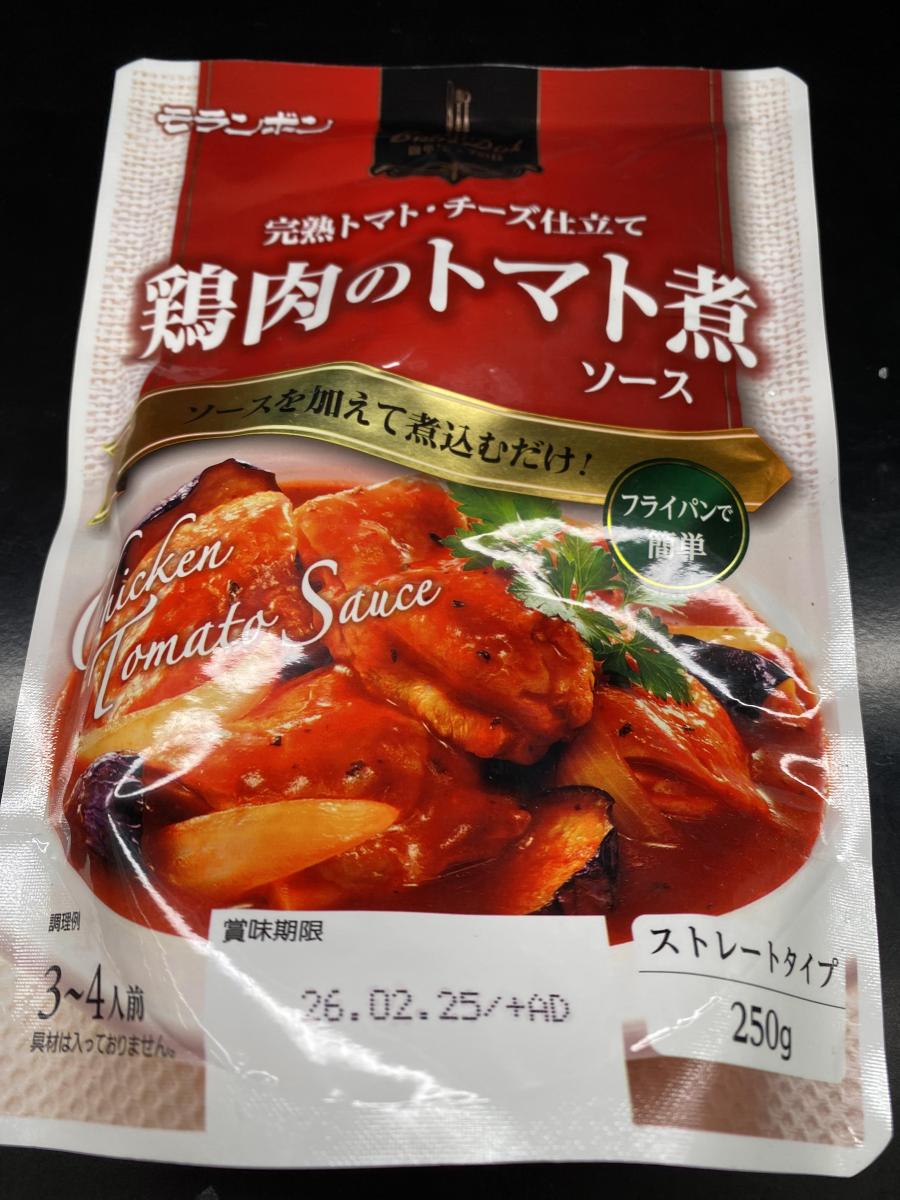 モランボン
完熟トマト・チーズ仕立て
鶏肉のトマト煮
ソース
ソースを加えて煮込むだけ!
フライパンで
簡単
Chicken
Tomato Sauce
調理例
3~4人前
具材は入っておりません。
賞味期限
26.02.25/+AD
ストレートタイプ
250g